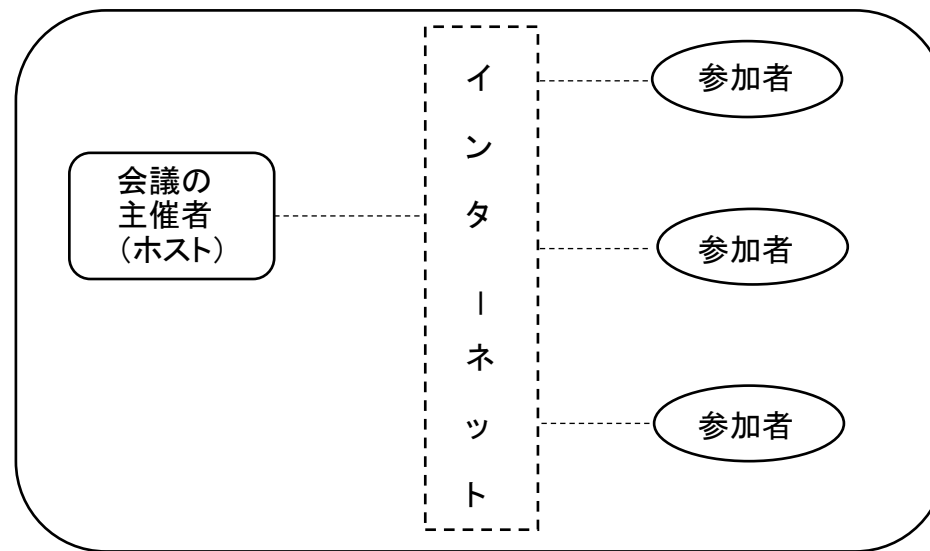 会議の
主催者
（ホスト）
インターネット
参加者
参加者
参加者